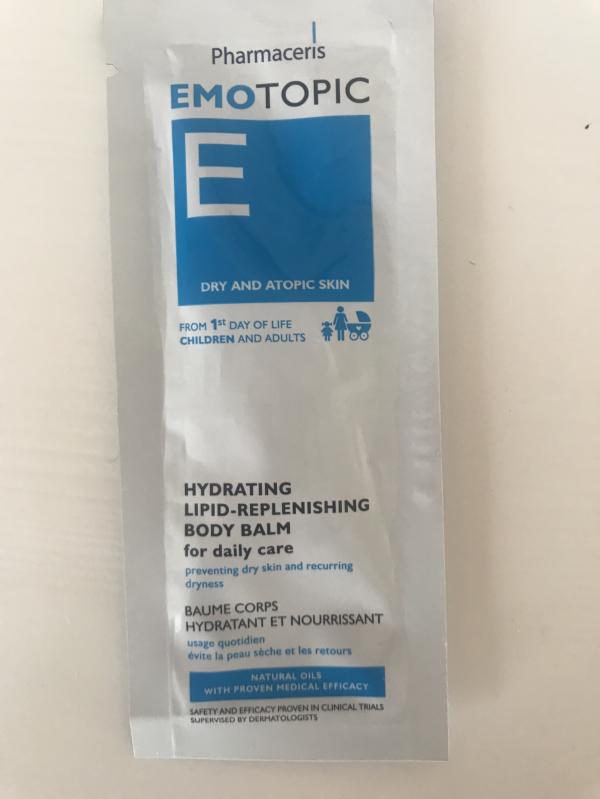 Pharmaceris
EMOTOPIC
E
DRY AND ATOPIC SKIN
FROM 1st DAY OF LIFE
CHILDREN AND ADULTS
HYDRATING
LIPID-REPLENISHING
BODY BALM
for daily care
preventing dry skin and recurring
dryness
BAUME CORPS
HYDRATANT ET NOURRISSANT
usage quotidien
évite la peau sèche et les retours
NATURAL OILS
WITH PROVEN MEDICAL EFFICACY
SAFETY AND EFFICACY PROVEN IN CLINICAL TRIALS
SUPERVISED BY DERMATOLOGISTS